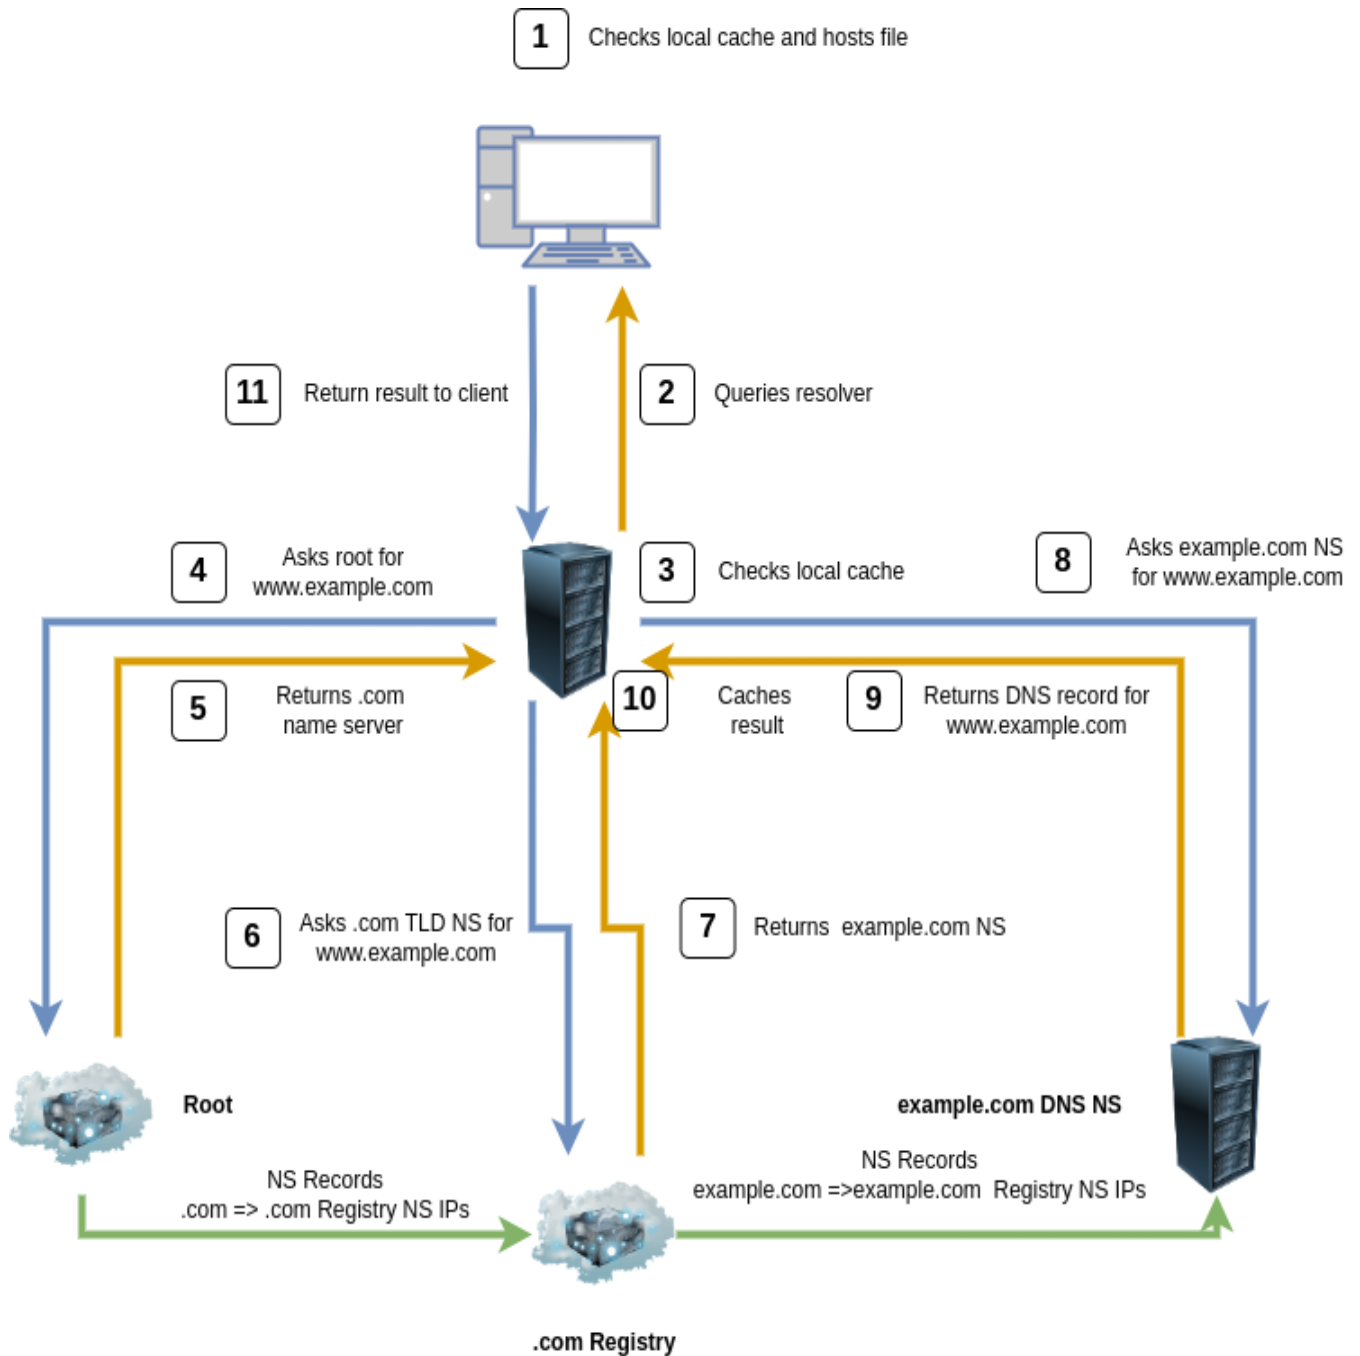 1
Checks local cache and hosts file
11
Return result to client
2
Queries resolver
4
Asks root for
www.example.com
3
Checks local cache
8
Asks example.com NS
for www.example.com
5
Returns .com
name server
10
Caches
result
9
Returns DNS record for
www.example.com
6
Asks .com TLD NS for
www.example.com
7
Returns  example.com NS
Root
example.com DNS NS
NS Records
.com => .com Registry NS IPs
NS Records
example.com =>example.com  Registry NS IPs
.com Registry